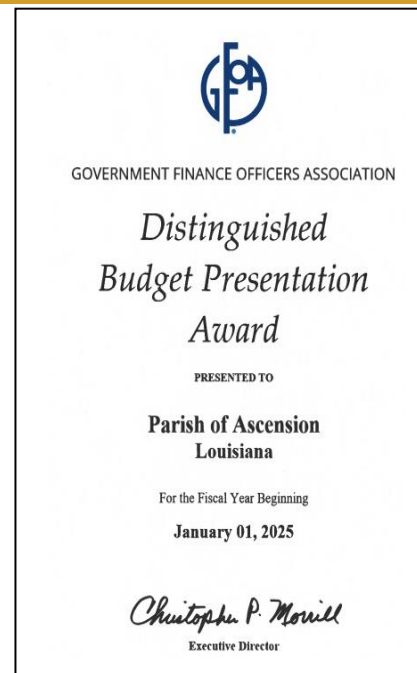 GFOA
GOVERNMENT FINANCE OFFICERS ASSOCIATION
Distinguished
Budget Presentation
Award
PRESENTED TO
Parish of Ascension
Louisiana
For the Fiscal Year Beginning
January 01, 2025
Christopher P. Morrill
Executive Director